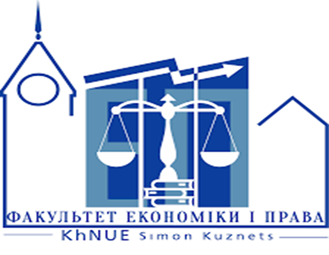 ФАКУЛЬТЕТ ЕКОНОМІКИ І ПРАВА
KhNUE Simon Kuznets